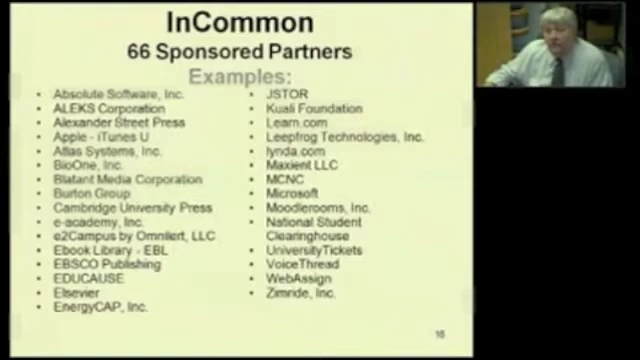 InCommon
66 Sponsored Partners
Examples:
• Absolute Software, Inc.
• ALEKS Corporation
• Alexander Street Press
• Apple - iTunes U
• Atlas Systems, Inc.
• BioOne, Inc.
• Blatant Media Corporation
• Burton Group
• Cambridge University Press
• e-academy, Inc.
• e2Campus by Omnilert, LLC
• Ebook Library - EBL
• EBSCO Publishing
• EDUCAUSE
• Elsevier
• EnergyCAP, Inc.
• JSTOR
• Kuali Foundation
• Learn.com
• Leepfrog Technologies, Inc.
• lynda.com
• Maxient LLC
• MCNC
• Microsoft
• Moodlerooms, Inc.
• National Student
Clearinghouse
• UniversityTickets
• VoiceThread
• WebAssign
• Zimride, Inc.
16